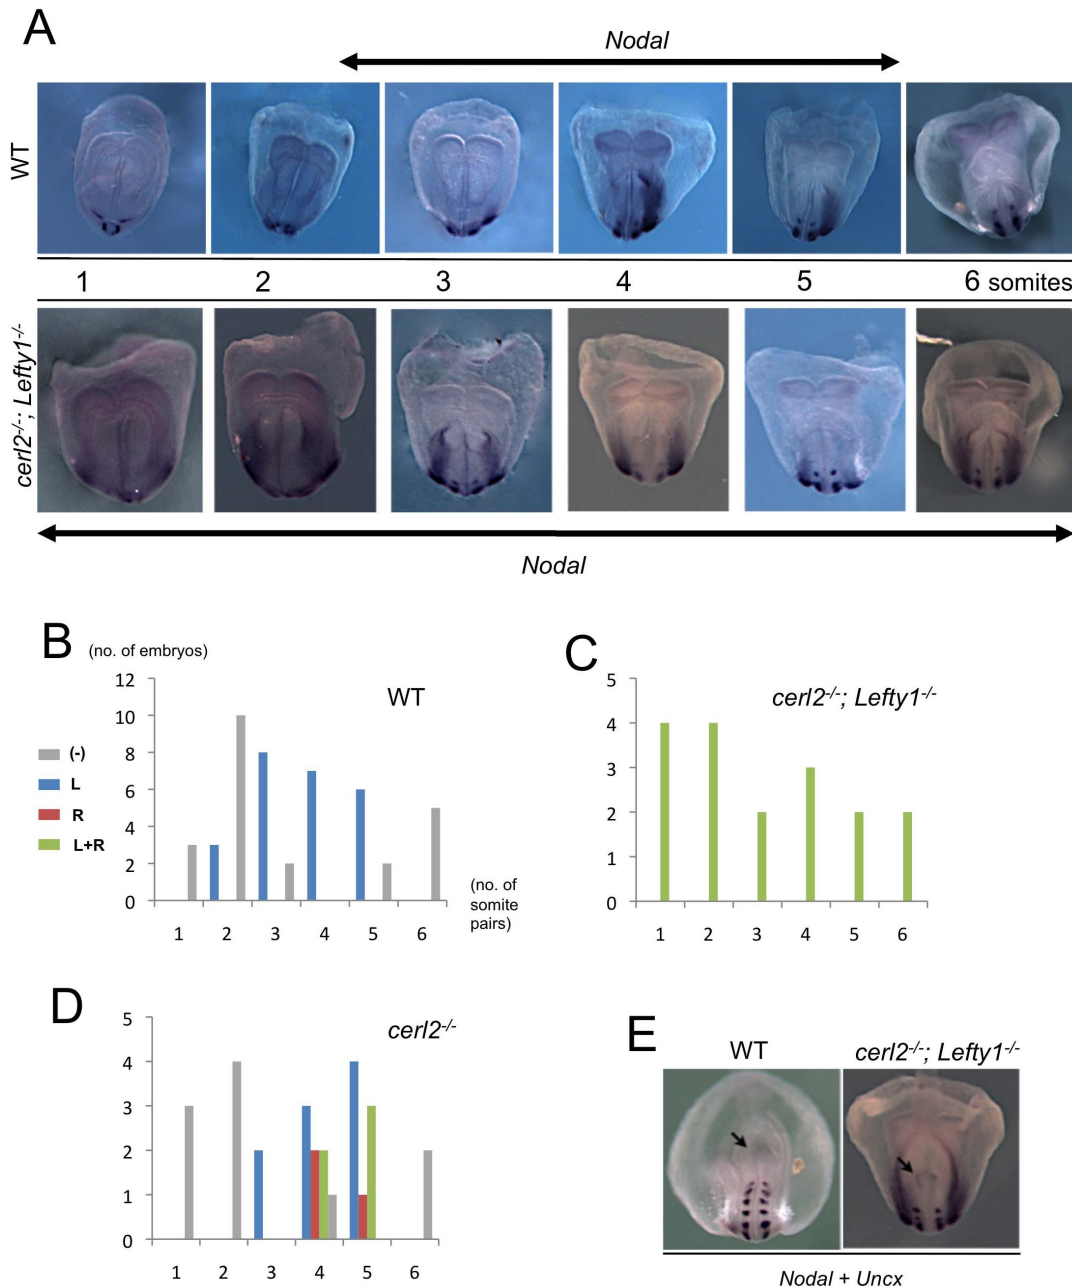 A
Nodal
WT
1 2 3 4 5 6 somites
cerl2-/-; Lefty1-/-
Nodal
B (no. of embryos)
WT
12
10
8
6
4
2
0
(-)
L
R
L+R
1 2 3 4 5 6
(no. of
somite
pairs)
C
cerl2-/-; Lefty1-/-
5
4
3
2
1
0
1 2 3 4 5 6
D
cerl2-/-
5
4
3
2
1
0
1 2 3 4 5 6
E
WT cerl2-/-; Lefty1-/-
Nodal + Uncx